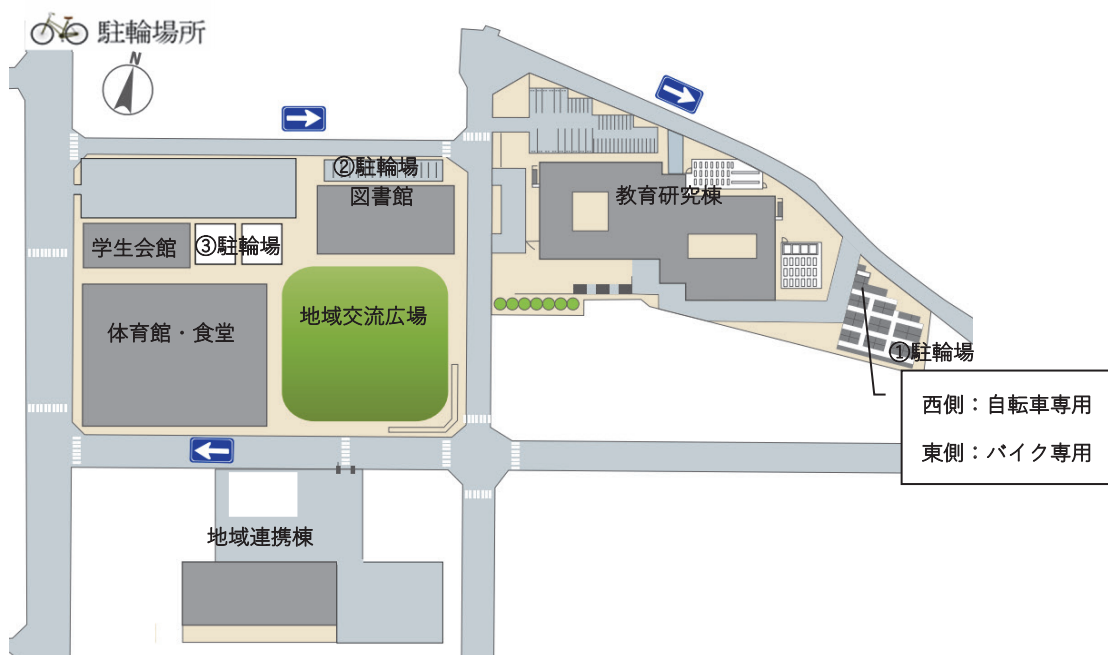 駐輪場所
N
②駐輪場
図書館
教育研究棟
学生会館
③駐輪場
地域交流広場
体育館・食堂
①駐輪場
西側：自転車専用
東側：バイク専用
地域連携棟